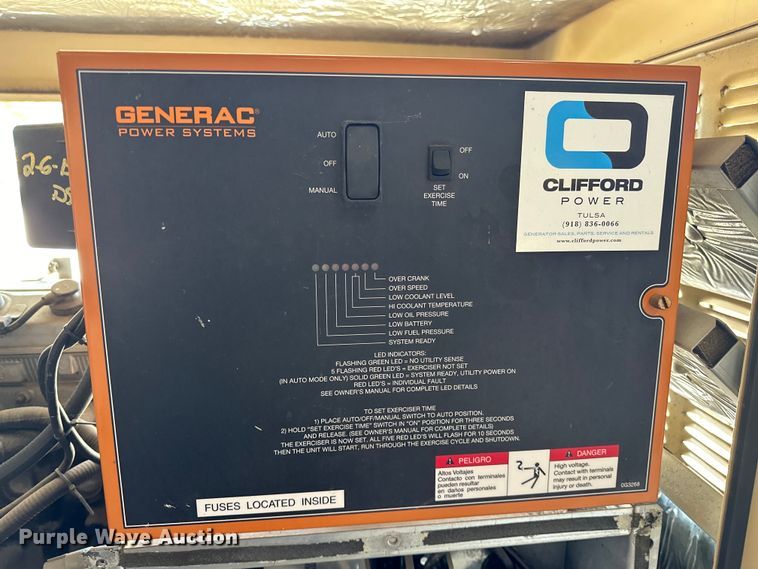 GENERAC®
POWER SYSTEMS
AUTO
OFF
MANUAL
OFF
ON
SET
EXERCISE
TIME
CLIFFORD
POWER
TULSA
(918) 836-0066
GENERATOR SALES, PARTS, SERVICE AND RENTALS
www.cliffordpower.com
2-6-
OVER CRANK
OVER SPEED
LOW COOLANT LEVEL
HI COOLANT TEMPERATURE
LOW OIL PRESSURE
LOW BATTERY
LOW FUEL PRESSURE
SYSTEM READY
LED INDICATORS:
FLASHING GREEN LED = NO UTILITY SENSE
5 FLASHING RED LED'S = EXERCISER NOT SET
(IN AUTO MODE ONLY) SOLID GREEN LED = SYSTEM READY, UTILITY POWER ON
RED LED'S = INDIVIDUAL FAULT
SEE OWNER'S MANUAL FOR COMPLETE LED DETAILS
TO SET EXERCISER TIME
1) PLACE AUTO/OFF/MANUAL SWITCH TO AUTO POSITION.
2) HOLD "SET EXERCISE TIME" SWITCH IN "ON" POSITION FOR THREE SECONDS
AND RELEASE. (SEE OWNER'S MANUAL FOR COMPLETE DETAILS)
THE EXERCISER IS NOW SET. ALL FIVE RED LED'S WILL FLASH FOR 10 SECONDS
THEN THE UNIT WILL START, RUN THROUGH THE EXERCISE CYCLE AND SHUTDOWN.
PELIGRO
Altos Voltajes
Contacto con terminales
pueden resultar
en daños personales
o muerte
DANGER
High voltage.
Contact with terminals
may result in personal
injury or death.
0G3268
FUSES LOCATED INSIDE
Purple Wave Auction